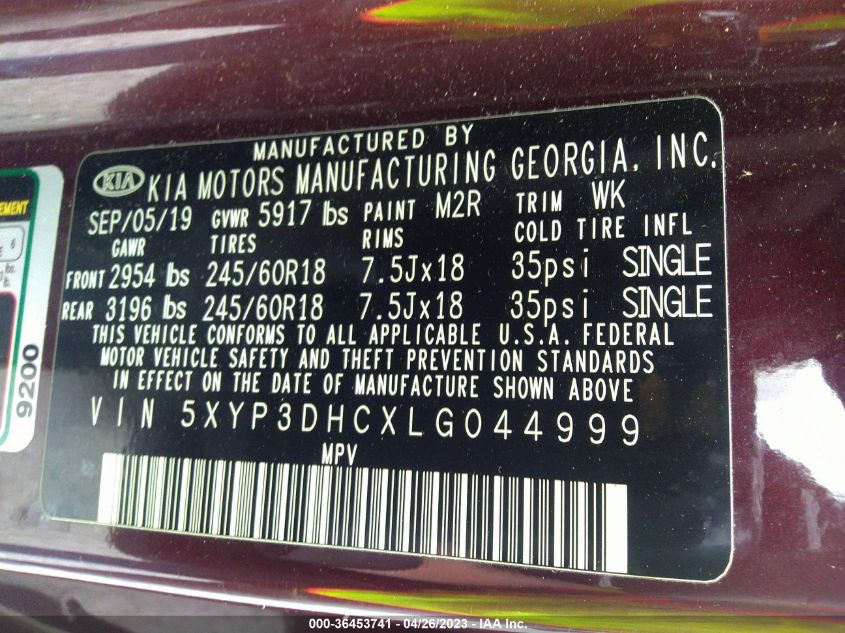 MANUFACTURED BY
KIA KIA MOTORS MANUFACTURING GEORGIA, INC.
SEP/05/19 GVWR 5917 lbs PAINT M2R TRIM WK
GAWR TIRES RIMS COLD TIRE INFL
FRONT 2954 lbs 245/60R18 7.5Jx18 35psi SINGLE
REAR 3196 lbs 245/60R18 7.5Jx18 35psi SINGLE
THIS VEHICLE CONFORMS TO ALL APPLICABLE U.S.A. FEDERAL
MOTOR VEHICLE SAFETY AND THEFT PREVENTION STANDARDS
IN EFFECT ON THE DATE OF MANUFACTURE SHOWN ABOVE
VIN 5XYP3DHCXLG044999
MPV
9200
000-36453741 - 04/26/2023 - IAA Inc.